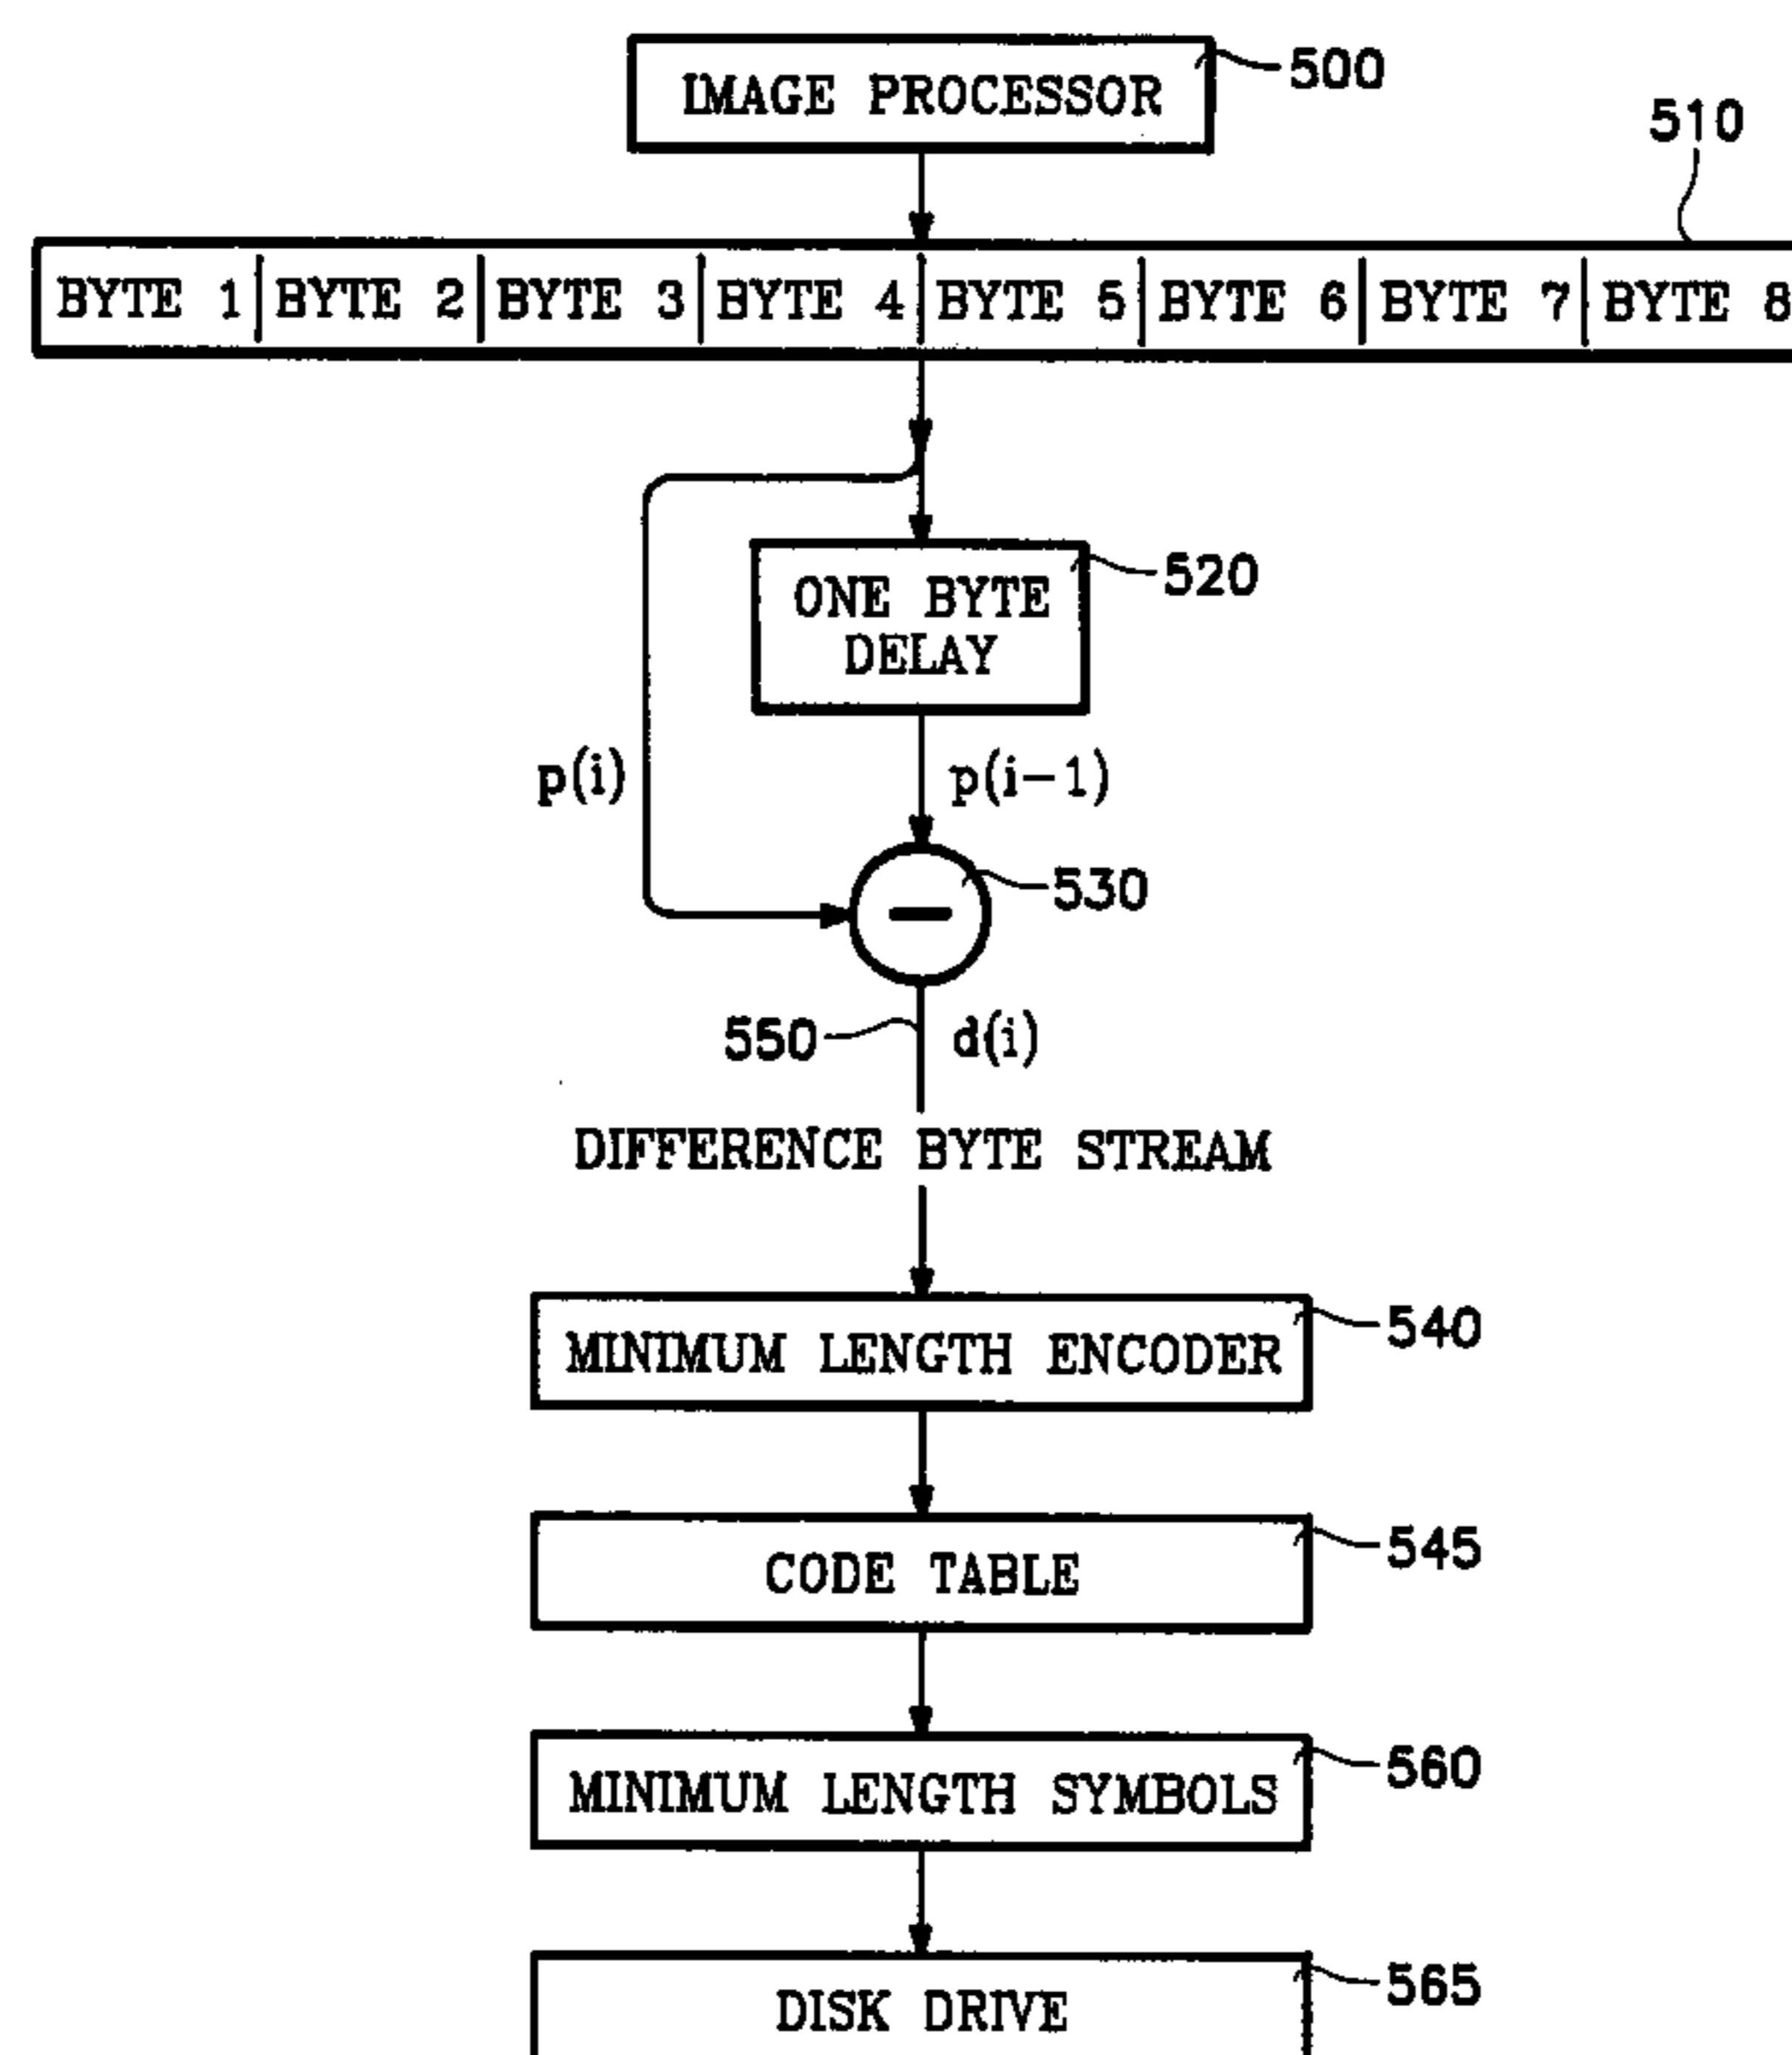 IMAGE PROCESSOR
500
510
BYTE 1 BYTE 2 BYTE 3 BYTE 4 BYTE 5 BYTE 6 BYTE 7 BYTE 8
ONE BYTE
DELAY
520
p(i)
p(i-1)
530
550
d(i)
DIFFERENCE BYTE STREAM
MINIMUM LENGTH ENCODER
540
CODE TABLE
545
MINIMUM LENGTH SYMBOLS
560
DISK DRIVE
565